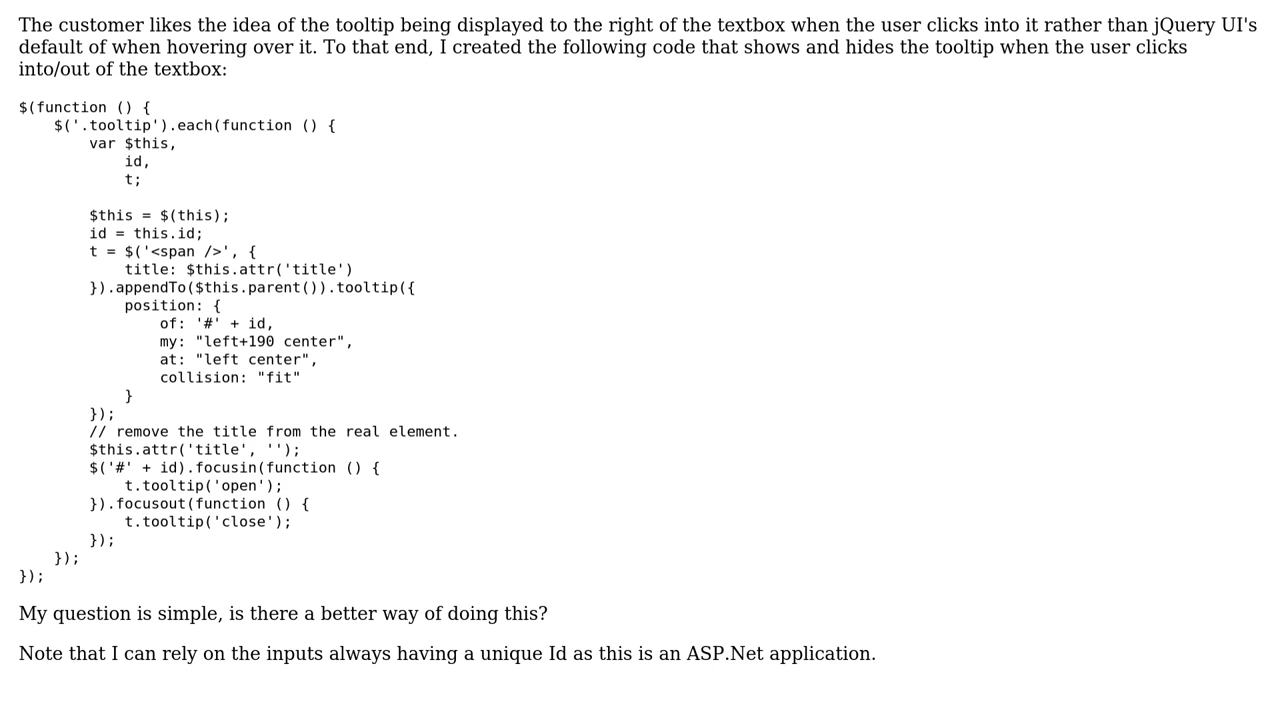 The customer likes the idea of the tooltip being displayed to the right of the textbox when the user clicks into it rather than jQuery UI's
default of when hovering over it. To that end, I created the following code that shows and hides the tooltip when the user clicks
into/out of the textbox:
$(function () {
    $('.tooltip').each(function () {
        var $this,
            id,
            t;

        $this = $(this);
        id = this.id;
        t = $('<span />', {
            title: $this.attr('title')
        }).appendTo($this.parent()).tooltip({
            position: {
                of: '#' + id,
                my: "left+190 center",
                at: "left center",
                collision: "fit"
            }
        });
        // remove the title from the real element.
        $this.attr('title', '');
        $('#' + id).focusin(function () {
            t.tooltip('open');
        }).focusout(function () {
            t.tooltip('close');
        });
    });
});
My question is simple, is there a better way of doing this?
Note that I can rely on the inputs always having a unique Id as this is an ASP.Net application.